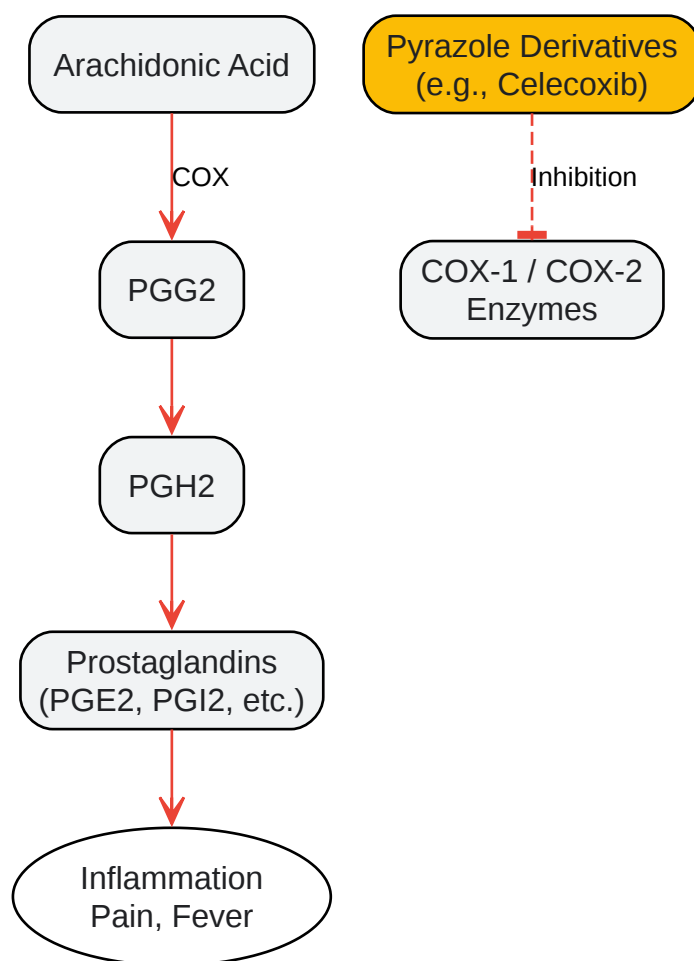 Arachidonic Acid
COX
PGG2
PGH2
Prostaglandins
(PGE2, PGI2, etc.)
Inflammation
Pain, Fever
Pyrazole Derivatives
(e.g., Celecoxib)
Inhibition
COX-1 / COX-2
Enzymes